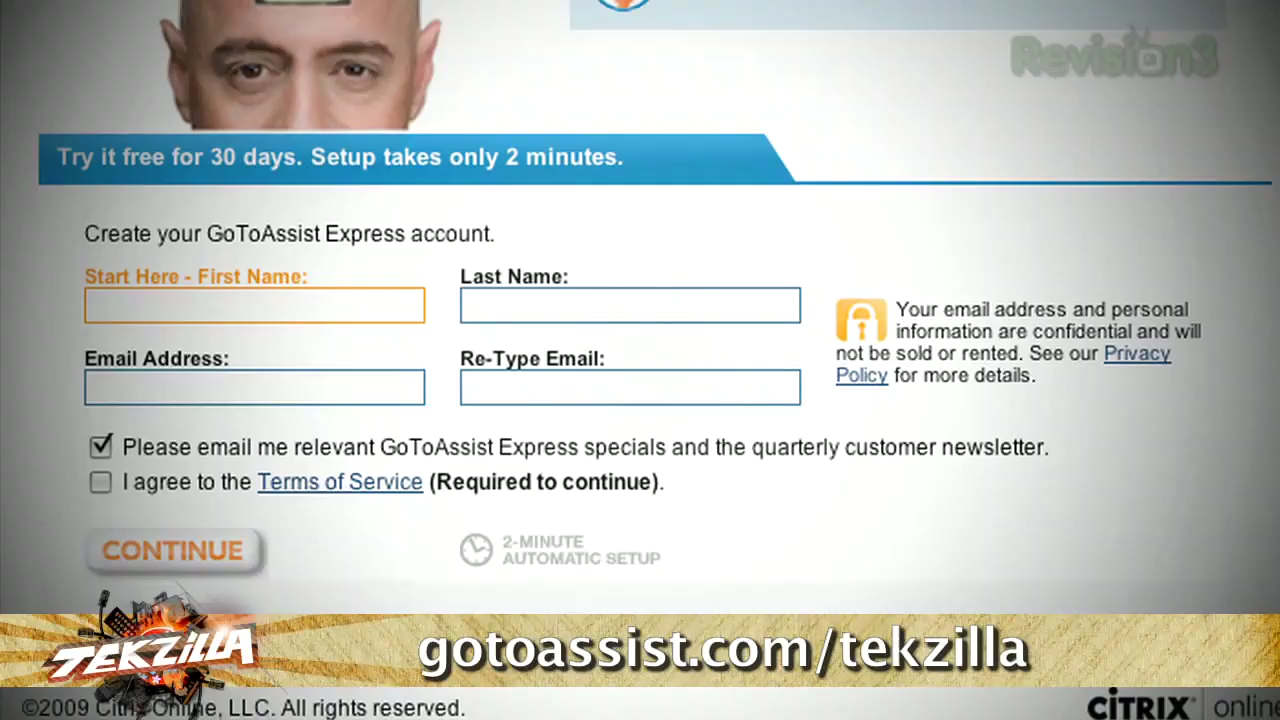 Revision3
Try it free for 30 days. Setup takes only 2 minutes.
Create your GoToAssist Express account.
Start Here - First Name:
Last Name:
Email Address:
Re-Type Email:
Your email address and personal
information are confidential and will
not be sold or rented. See our Privacy
Policy for more details.
Please email me relevant GoToAssist Express specials and the quarterly customer newsletter.
I agree to the Terms of Service (Required to continue).
CONTINUE
2-MINUTE
AUTOMATIC SETUP
TEKZILLA
gotoassist.com/tekzilla
©2009 Citrix Online, LLC. All rights reserved.
CITRIX online